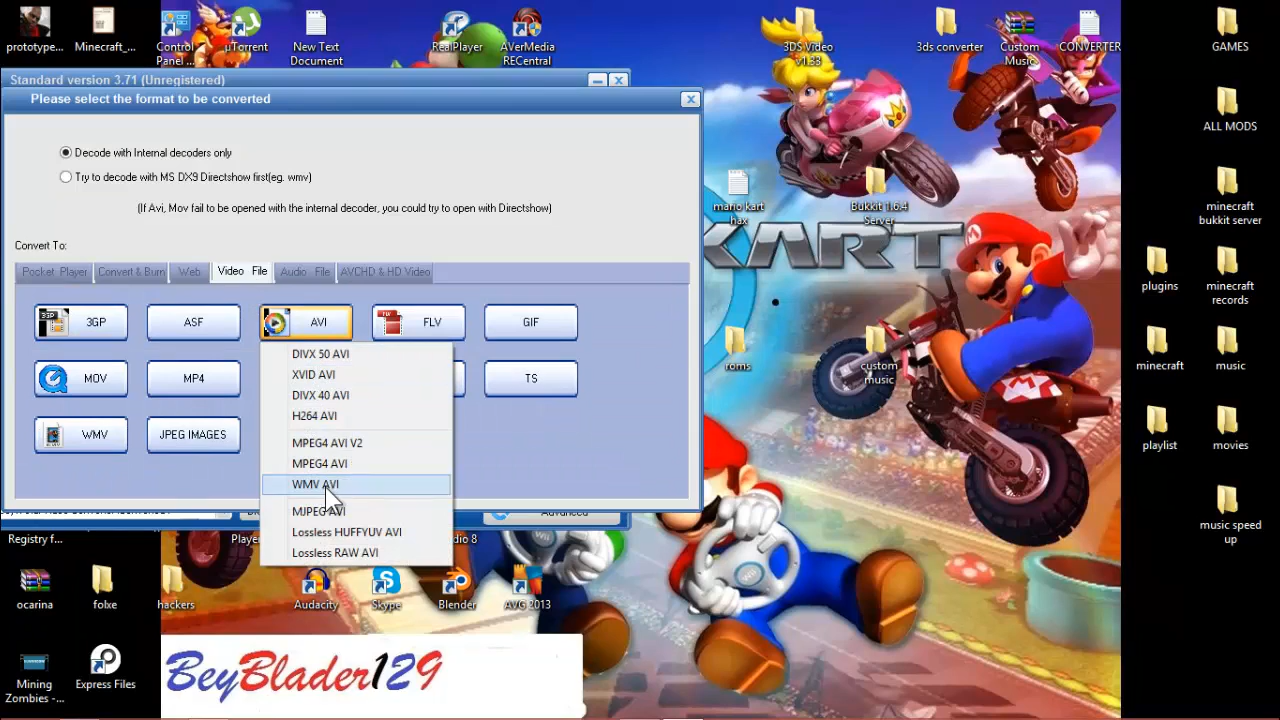 prototype...
Minecraft_...
Control
Panel ...
µTorrent
New Text
Document
RealPlayer
AVerMedia
RECentral
3DS Video
v1.33
3ds converter
Custom
Music
CONVERTER
GAMES
Standard version 3.71 (Unregistered)
Please select the format to be converted
Decode with Internal decoders only
Try to decode with MS DX9 Directshow first(eg. wmv)
(If Avi, Mov fail to be opened with the internal decoder, you could try to open with Directshow)
Convert To:
Pocket Player
Convert & Burn
Web
Video File
Audio File
AVCHD & HD Video
3GP
ASF
AVI
FLV
GIF
MOV
MP4
TS
WMV
JPEG IMAGES
DIVX 50 AVI
XVID AVI
DIVX 40 AVI
H264 AVI
MPEG4 AVI V2
MPEG4 AVI
WMV AVI
MJPEG AVI
Lossless HUFFYUV AVI
Lossless RAW AVI
Advanced
ALL MODS
mario kart
hax
Bukkit 1.6.4
Server
minecraft
bukkit server
KART
plugins
minecraft
records
roms
custom
music
minecraft
music
playlist
movies
music speed
up
Registry f...
ocarina
folxe
hackers
Audacity
Skype
Blender
AVG 2013
Mining
Zombies -...
Express Files
BeyBlader129